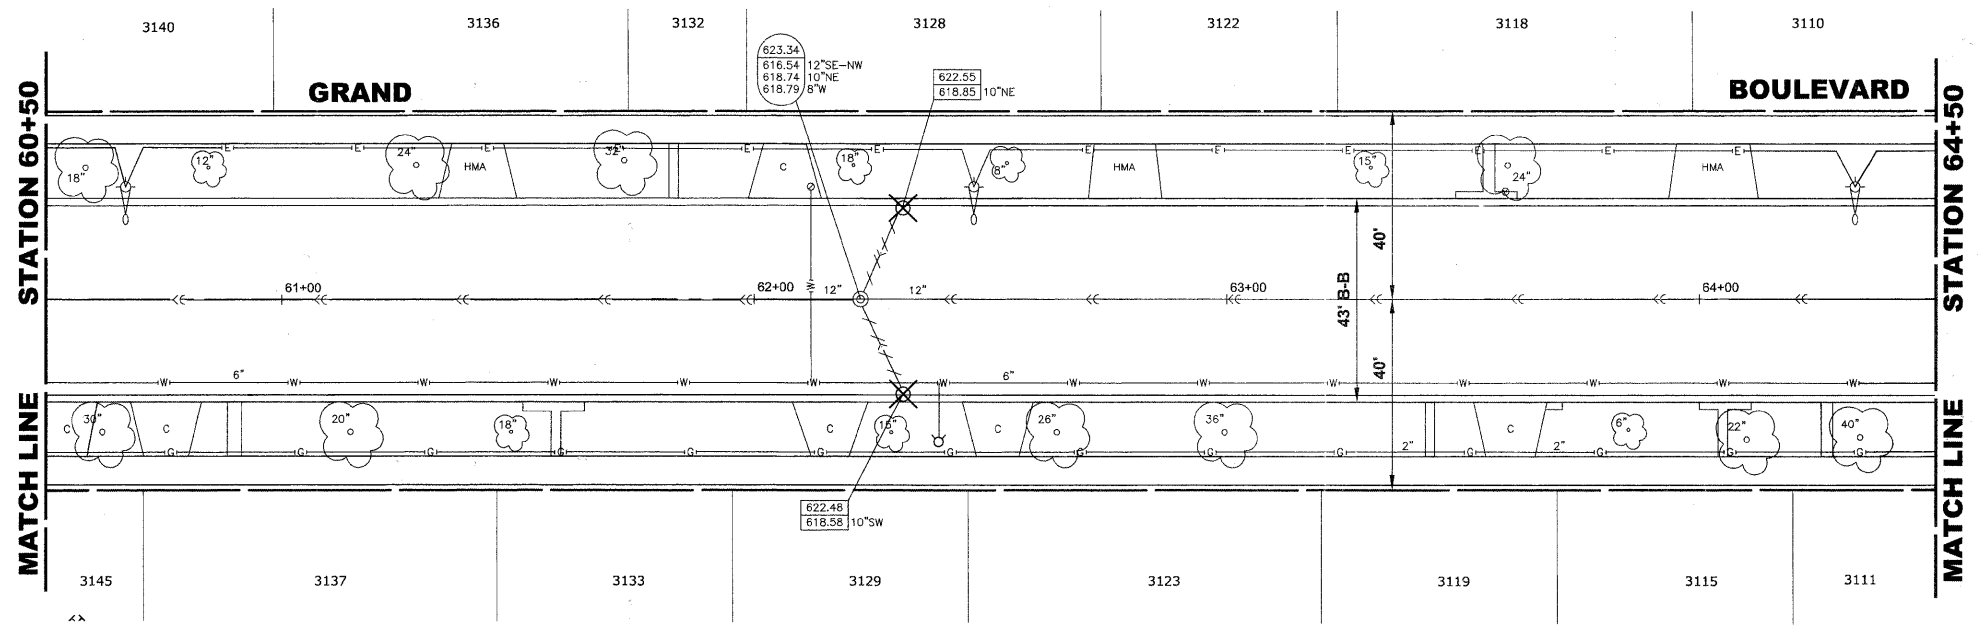 3140
3136
3132
3128
3122
3118
3110
623.34
616.54 12"SE-NW
618.74 10"NE
618.79 8"W
622.55
618.85 10"NE
GRAND
BOULEVARD
MATCH LINE STATION 60+50
MATCH LINE STATION 64+50
E E E E E E E E E E E E
18"
12"
24"
HMA
32"
C
18"
8"
HMA
15"
24"
HMA
40'
43' B-B
40'
61+00
62+00
W
12"
12"
63+00
64+00
6"
6"
W W W W W W W W W W W W W W
C
30"
C
20"
18"
C
15"
C
26"
36"
2"
C
2"
6"
22"
40"
G G G G G G G G G G G G G G
622.48
618.58 10"SW
3145
3137
3133
3129
3123
3119
3115
3111